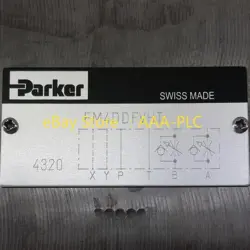 Parker
SWISS MADE
eBay Store AAA-PLC
4320
X Y P T B A